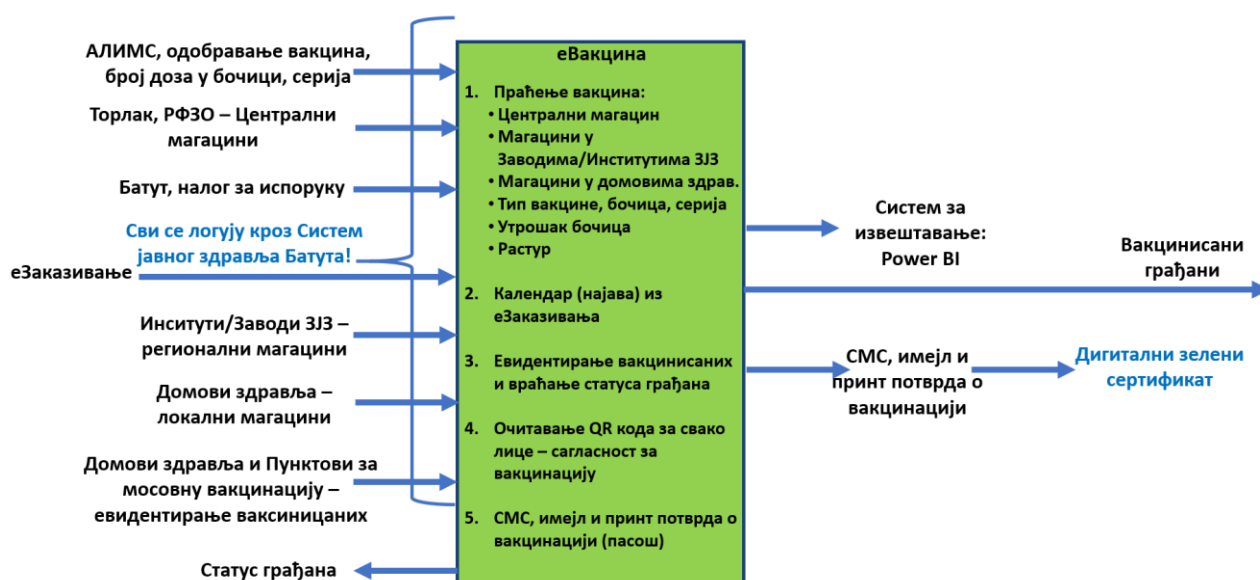 АЛИМС, одобравање вакцина,
број доза у бочици, серија
Торлак, РФЗО – Централни
магацини
Батут, налог за испоруку
Сви се логују кроз Систем
јавног здравља Батута!
еЗаказивање
Инситути/Заводи ЗЈЗ –
регионални магацини
Домови здравља –
локални магацини
Домови здравља и Пунктови за
мосовну вакцинацију –
евидентирање ваксиницаних
Статус грађана
еВакцина
1. Праћење вакцина:
• Централни магацин
• Магацини у
Заводима/Институтима ЗЈЗ
• Магацини у домовима здрав.
• Тип вакцине, бочица, серија
• Утрошак бочица
• Растур
2. Календар (најава) из
еЗаказивања
3. Евидентирање вакцинисаних
и враћање статуса грађана
4. Очитавање QR кода за свако
лице – сагласност за
вакцинацију
5. СМС, имејл и принт потврда о
вакцинацији (пасош)
Систем за
извештавање:
Power BI
Вакцинисани
грађани
СМС, имејл и
принт потврда о
вакцинацији
Дигитални зелени
сертификат